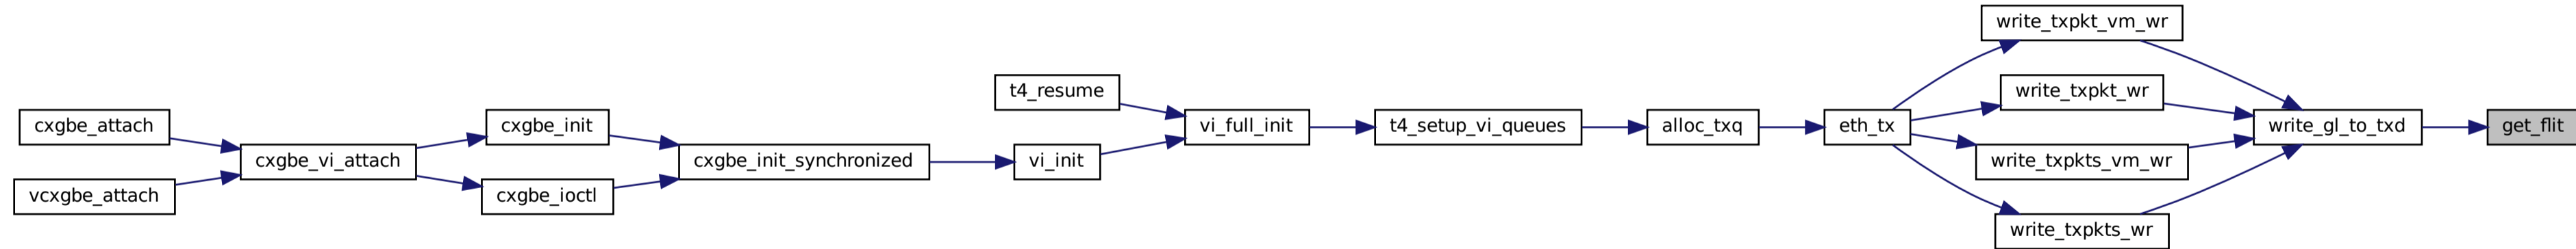 cxgbe_attach
vcxgbe_attach
cxgbe_vi_attach
cxgbe_init
cxgbe_ioctl
cxgbe_init_synchronized
t4_resume
vi_init
vi_full_init
t4_setup_vi_queues
alloc_txq
eth_tx
write_txpkt_vm_wr
write_txpkt_wr
write_txpkts_vm_wr
write_txpkts_wr
write_gl_to_txd
get_flit